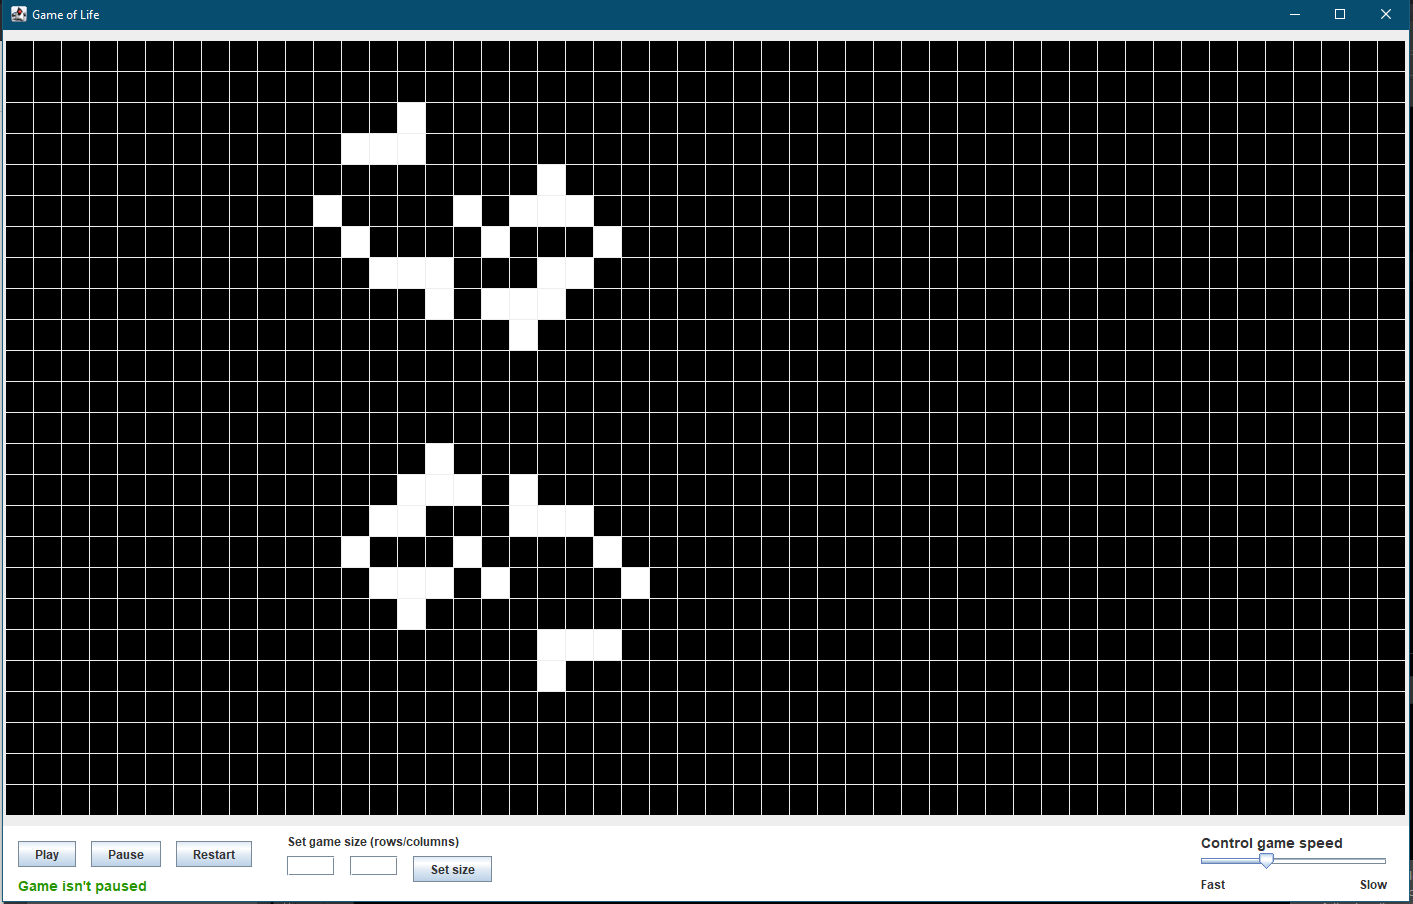 Game of Life
Play
Pause
Restart
Game isn't paused
Set game size (rows/columns)
Set size
Control game speed
Fast
Slow